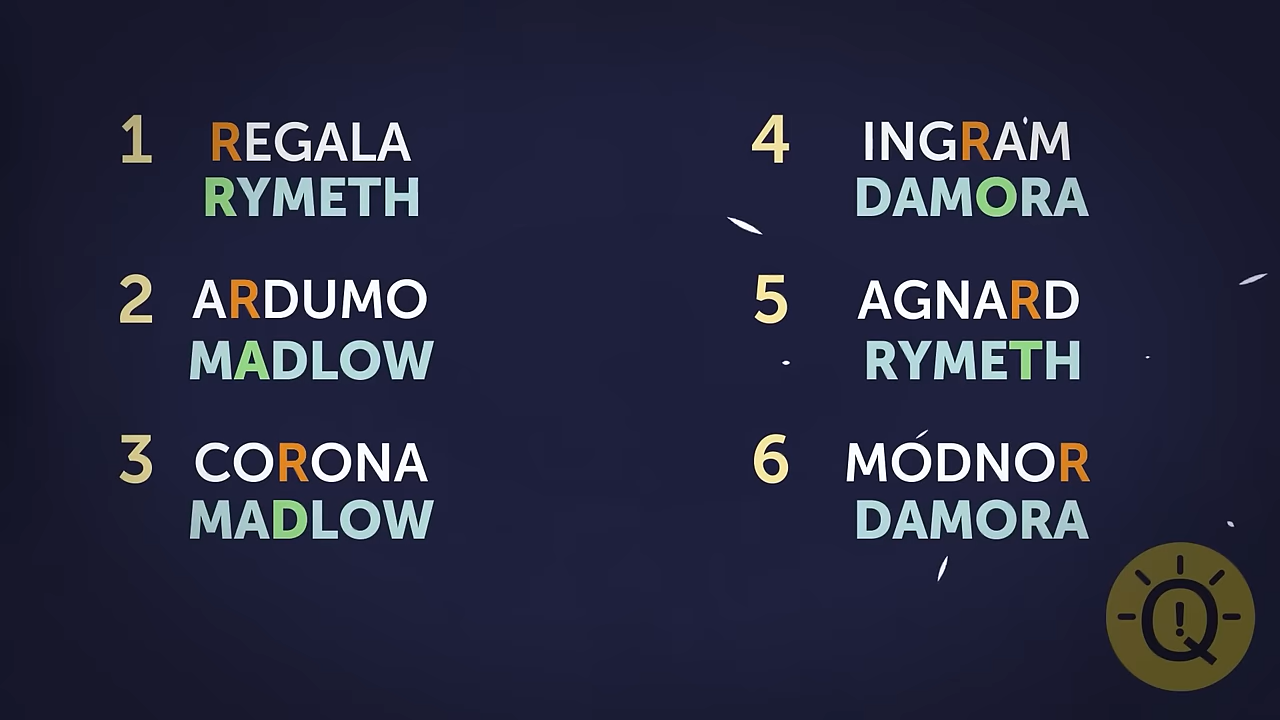 1 REGALA
RYMETH
2 ARDUMO
MADLOW
3 CORONA
MADLOW
4 INGRAM
DAMORA
5 AGNARD
RYMETH
6 MODNOR
DAMORA
Q!